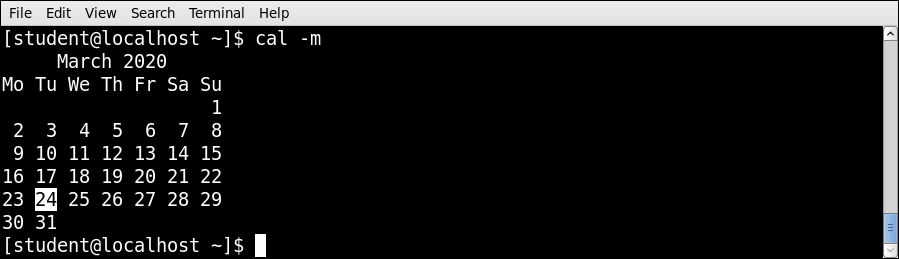 File Edit View Search Terminal Help
[student@localhost ~]$ cal -m
     March 2020
Mo Tu We Th Fr Sa Su
                   1
 2  3  4  5  6  7  8
 9 10 11 12 13 14 15
16 17 18 19 20 21 22
23 24 25 26 27 28 29
30 31
[student@localhost ~]$